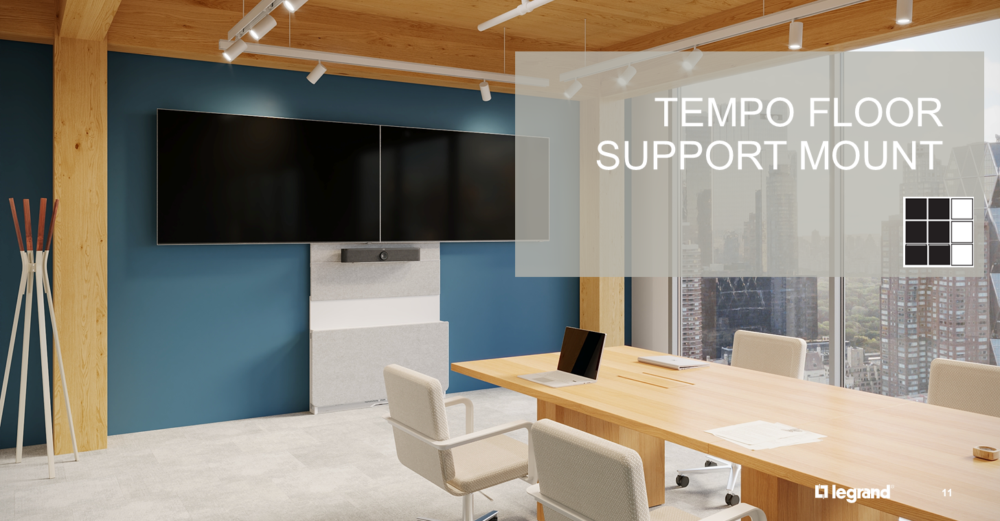 TEMPO FLOOR
SUPPORT MOUNT
legrand
11